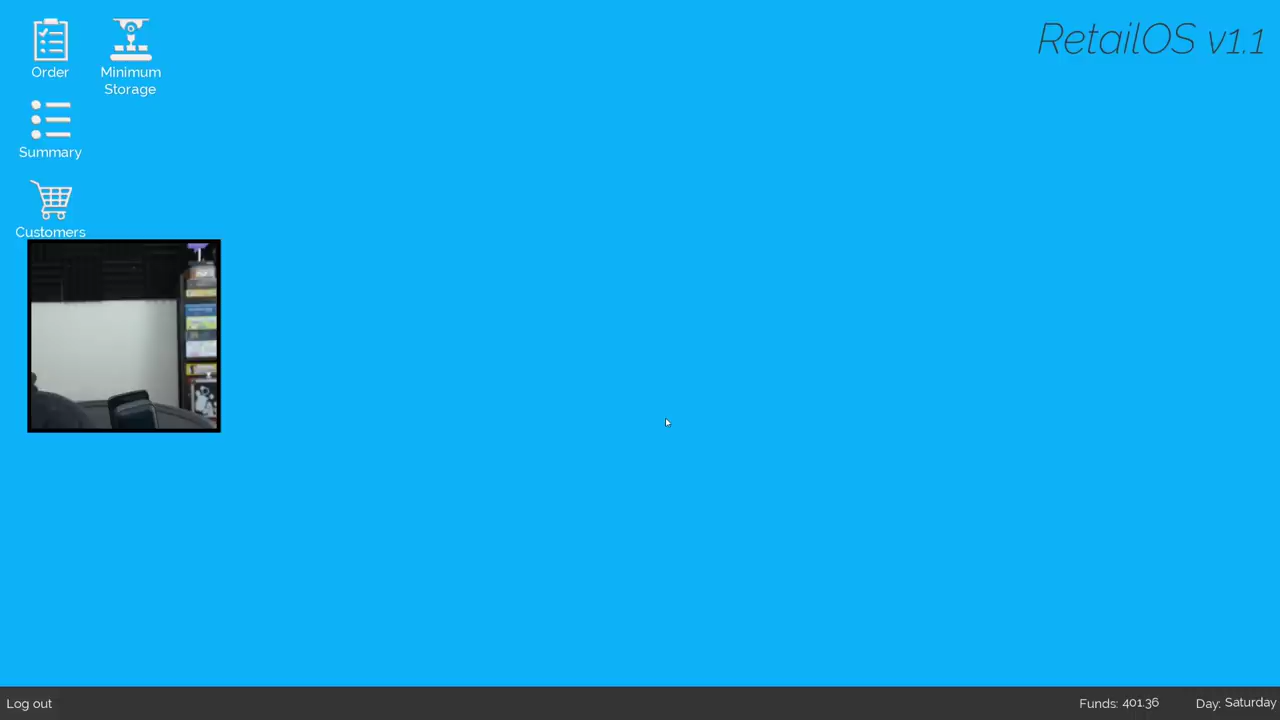 RetailOS v1.1
Order
Minimum
Storage
Summary
Customers
Log out
Funds: 401.36
Day: Saturday